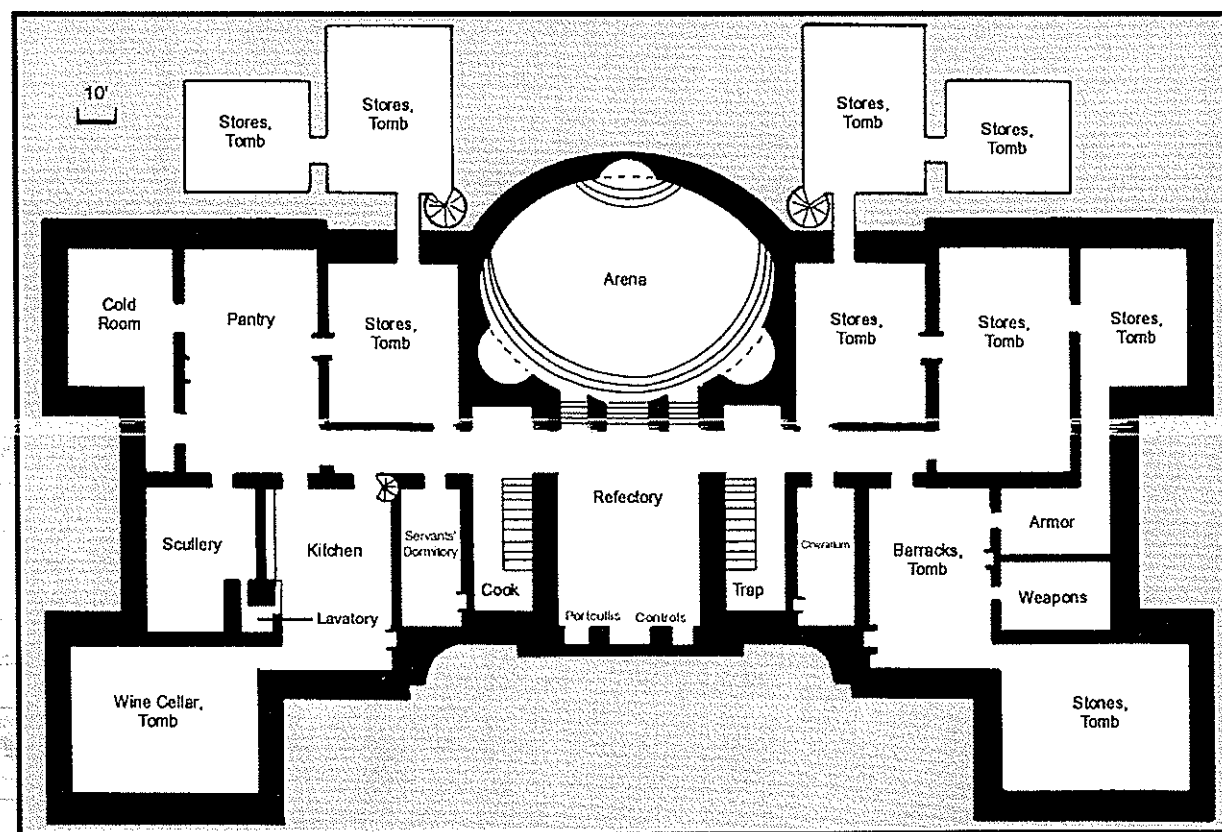 10'
Stores,
Tomb
Stores,
Tomb
Stores,
Tomb
Stores,
Tomb
Cold
Room
Pantry
Stores,
Tomb
Arena
Stores,
Tomb
Stores,
Tomb
Stores,
Tomb
Scullery
Kitchen
Servants'
Dormitory
Cook
Refectory
Trap
Barracks,
Tomb
Armor
Weapons
Lavatory
Portcullis Controls
Wine Cellar,
Tomb
Stones,
Tomb